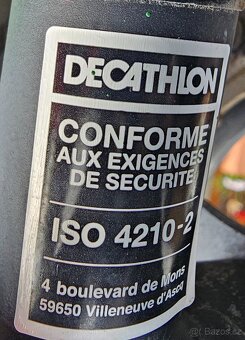 DECATHLON
CONFORME
AUX EXIGENCES
DE SECURITE
ISO 4210-2
4 boulevard de Mons
59650 Villeneuve d'Ascq
© Bazos.cz